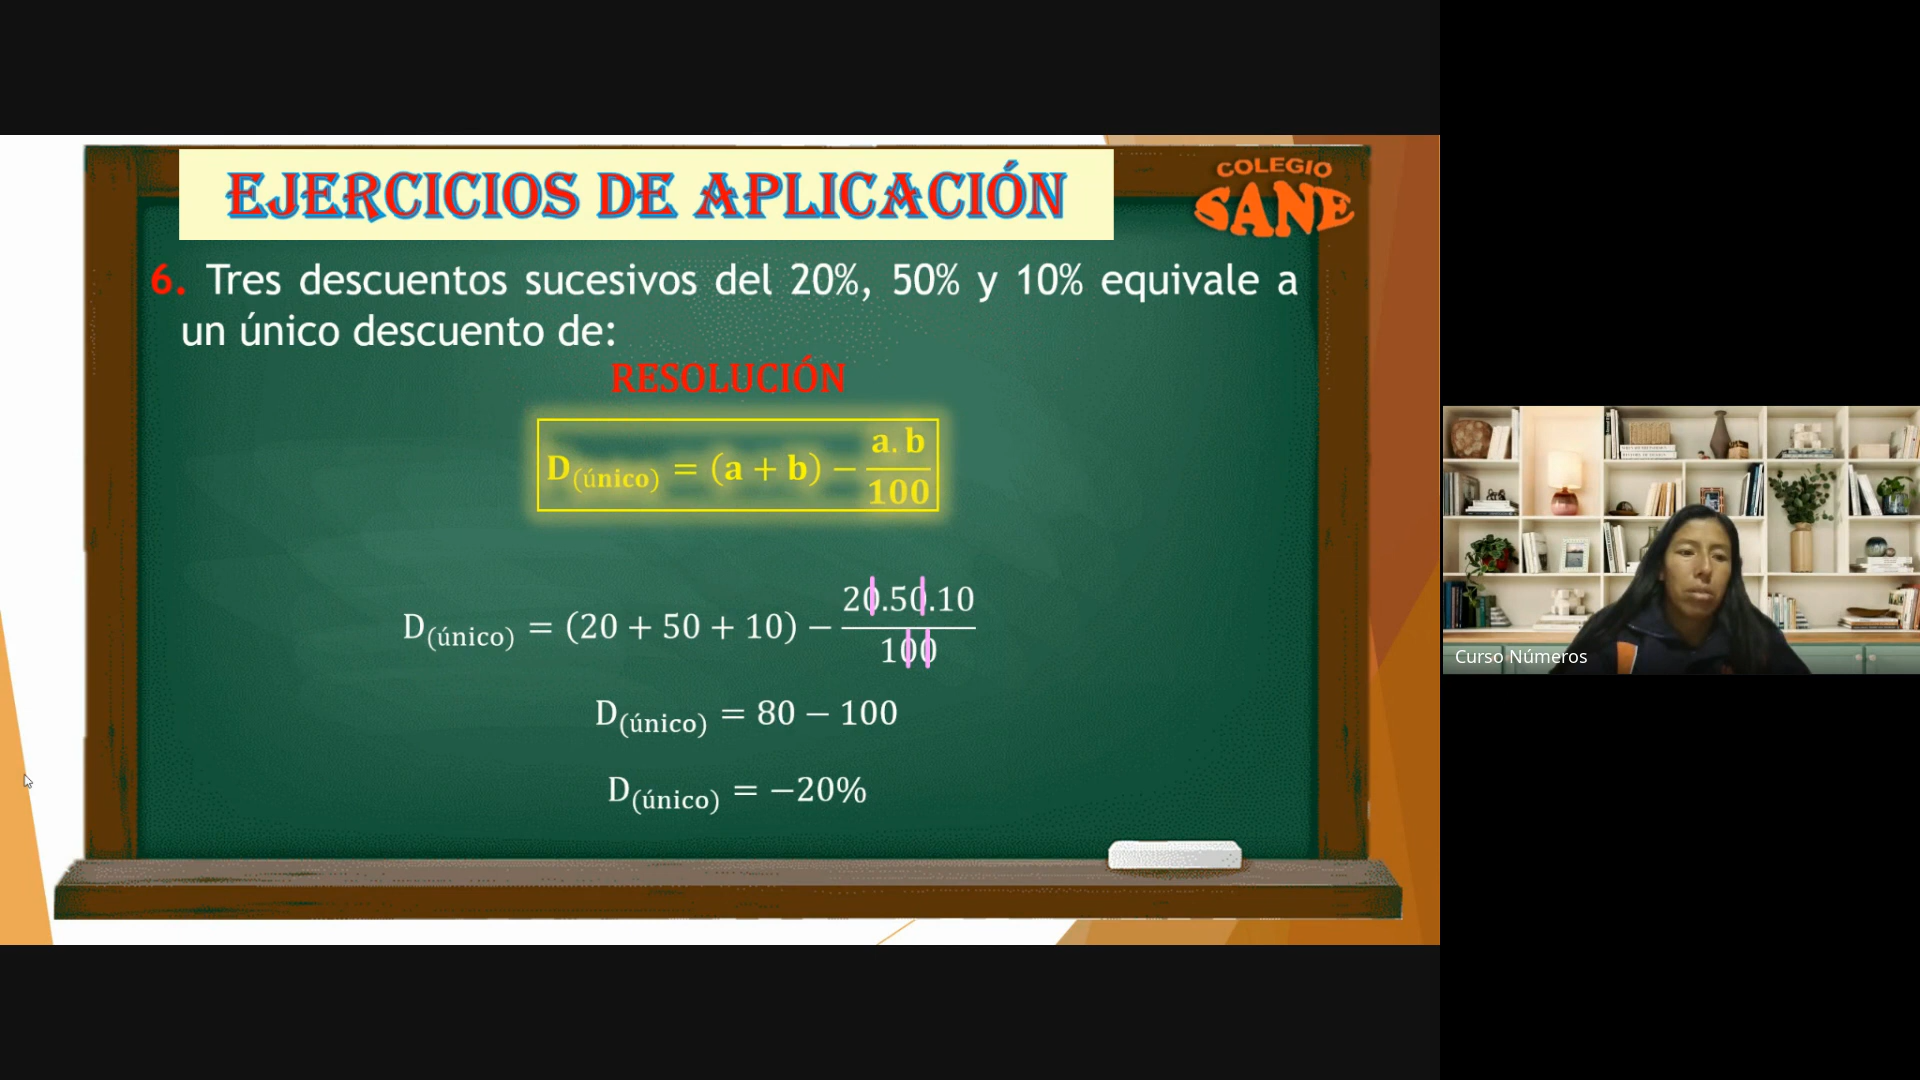 EJERCICIOS DE APLICACIÓN
COLEGIO
SANE
6. Tres descuentos sucesivos del 20%, 50% y 10% equivale a
un único descuento de:
RESOLUCIÓN
D(único) = (a + b) − a.b/100
D(único) = (20 + 50 + 10) − 20.50.10/100
D(único) = 80 − 100
D(único) = −20%
Curso Números